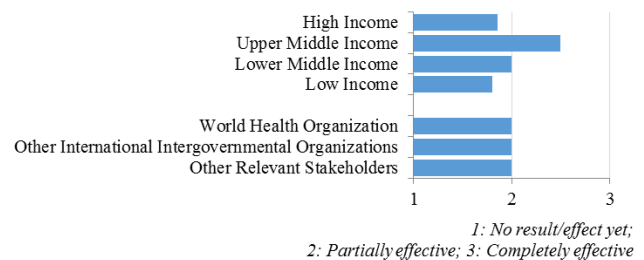 High Income
Upper Middle Income
Lower Middle Income
Low Income
World Health Organization
Other International Intergovernmental Organizations
Other Relevant Stakeholders
1 2 3
1: No result/effect yet;
2: Partially effective; 3: Completely effective